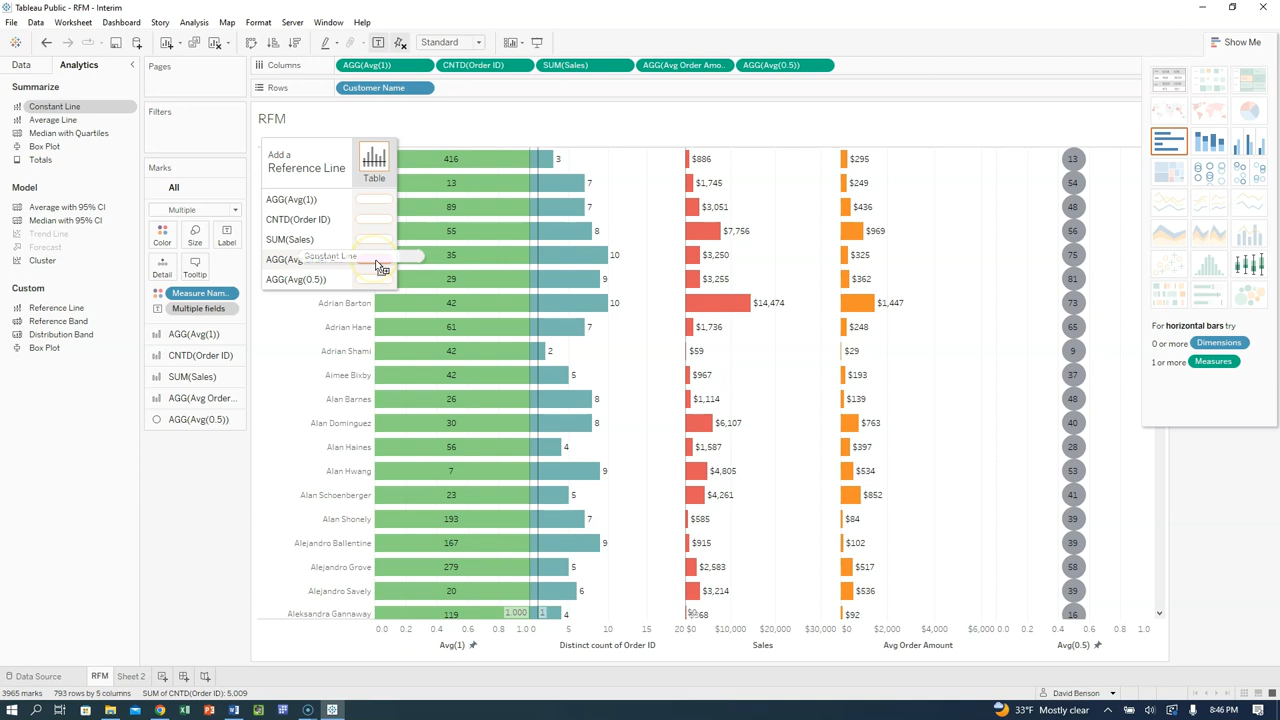 Tableau Public - RFM - Interim
File Data Worksheet Dashboard Story Analysis Map Format Server Window Help
Standard
Show Me
Data Analytics
Pages
Columns AGG(Avg(1)) CNTD(Order ID) SUM(Sales) AGG(Avg Order Amo.. AGG(Avg(0.5))
Rows Customer Name
Summarize
Constant Line
Average Line
Median with Quartiles
Box Plot
Totals
Model
Average with 95% CI
Median with 95% CI
Trend Line
Forecast
Cluster
Custom
Reference Line
Reference Band
Distribution Band
Box Plot
Filters
Marks
All
Multiple
Color Size Label
Detail Tooltip
Measure Nam..
Multiple fields
AGG(Avg(1))
CNTD(Order ID)
SUM(Sales)
AGG(Avg Order...
AGG(Avg(0.5))
RFM
Add a
Reference Line
Table
AGG(Avg(1))
CNTD(Order ID)
SUM(Sales)
Constant Line
AGG(Avg(0.5))
416 3 $886 $295 13
13 7 $1,745 $249 54
89 7 $3,051 $436 48
55 8 $7,756 $969 56
35 10 $3,250 $325 75
29 9 $3,255 $362 43
Adrian Barton 42 10 $14,474 $1,447 73
Adrian Hane 61 7 $1,736 $248 65
Adrian Shami 42 2 $59 $29 9
Aimee Bixby 42 5 $967 $193 37
Alan Barnes 26 8 $1,114 $139 48
Alan Dominguez 30 8 $6,107 $763 40
Alan Haines 56 4 $1,587 $397 28
Alan Hwang 7 9 $4,805 $534 53
Alan Schoenberger 23 5 $4,261 $852 41
Alan Shonely 193 7 $585 $84 39
Alejandro Ballentine 167 9 $915 $102 39
Alejandro Grove 279 5 $2,583 $517 58
Alejandro Savely 20 6 $3,214 $536 39
Aleksandra Gannaway 119 1.000 1 4 $92 16
0.0 0.2 0.4 0.6 0.8 1.0 0 5 10 15 20 $0 $10,000 $20,000 $30,000 $0 $2,000 $4,000 $6,000 0.0 0.2 0.4 0.6 0.8 1.0
Avg(1) Distinct count of Order ID Sales Avg Order Amount Avg(0.5)
For horizontal bars try
0 or more Dimensions
1 or more Measures
Data Source RFM Sheet 2
3965 marks 793 rows by 5 columns SUM of CNTD(Order ID): 5,009
David Benson
33°F Mostly clear 8:46 PM